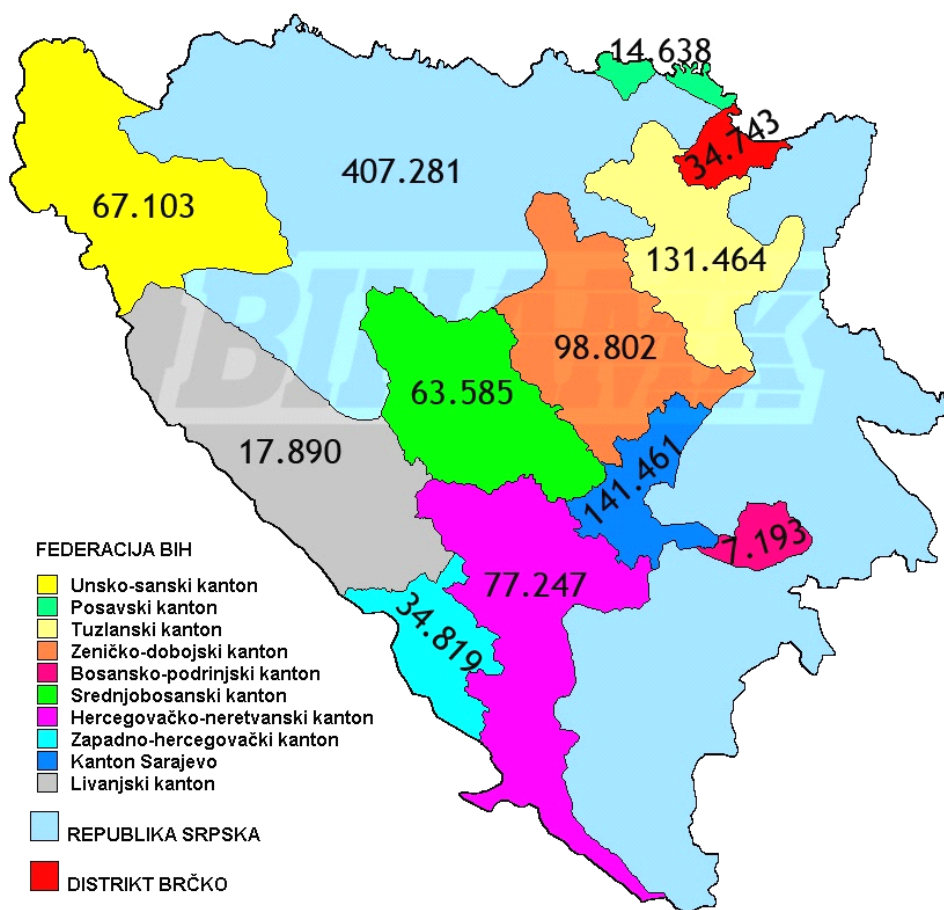 14.638
34.743
407.281
67.103
131.464
98.802
63.585
17.890
141.461
7.193
77.247
34.819
BIHAMK
FEDERACIJA BIH
Unsko-sanski kanton
Posavski kanton
Tuzlanski kanton
Zeničko-dobojski kanton
Bosansko-podrinjski kanton
Srednjobosanski kanton
Hercegovačko-neretvanski kanton
Zapadno-hercegovački kanton
Kanton Sarajevo
Livanjski kanton
REPUBLIKA SRPSKA
DISTRIKT BRČKO